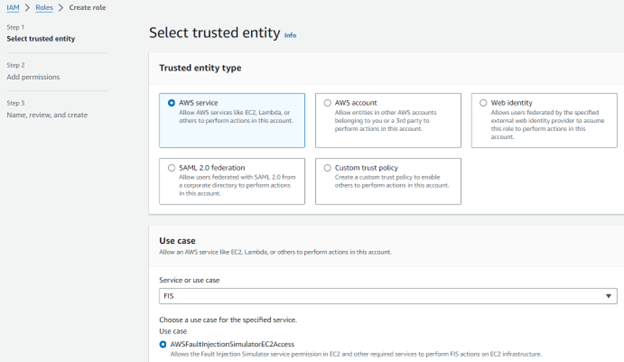 IAM > Roles > Create role
Step 1
Select trusted entity
Step 2
Add permissions
Step 3
Name, review, and create
Select trusted entity Info
Trusted entity type
AWS service
Allow AWS services like EC2, Lambda, or
others to perform actions in this account.
AWS account
Allow entities in other AWS accounts
belonging to you or a 3rd party to
perform actions in this account.
Web identity
Allows users federated by the specified
external web identity provider to assume
this role to perform actions in this
account.
SAML 2.0 federation
Allow users federated with SAML 2.0 from
a corporate directory to perform actions
in this account.
Custom trust policy
Create a custom trust policy to enable
others to perform actions in this account.
Use case
Allow an AWS service like EC2, Lambda, or others to perform actions in this account.
Service or use case
FIS
Choose a use case for the specified service.
Use case
AWSFaultInjectionSimulatorEC2Access
Allows the Fault Injection Simulator service permission in EC2 and other required services to perform FIS actions on EC2 infrastructure.